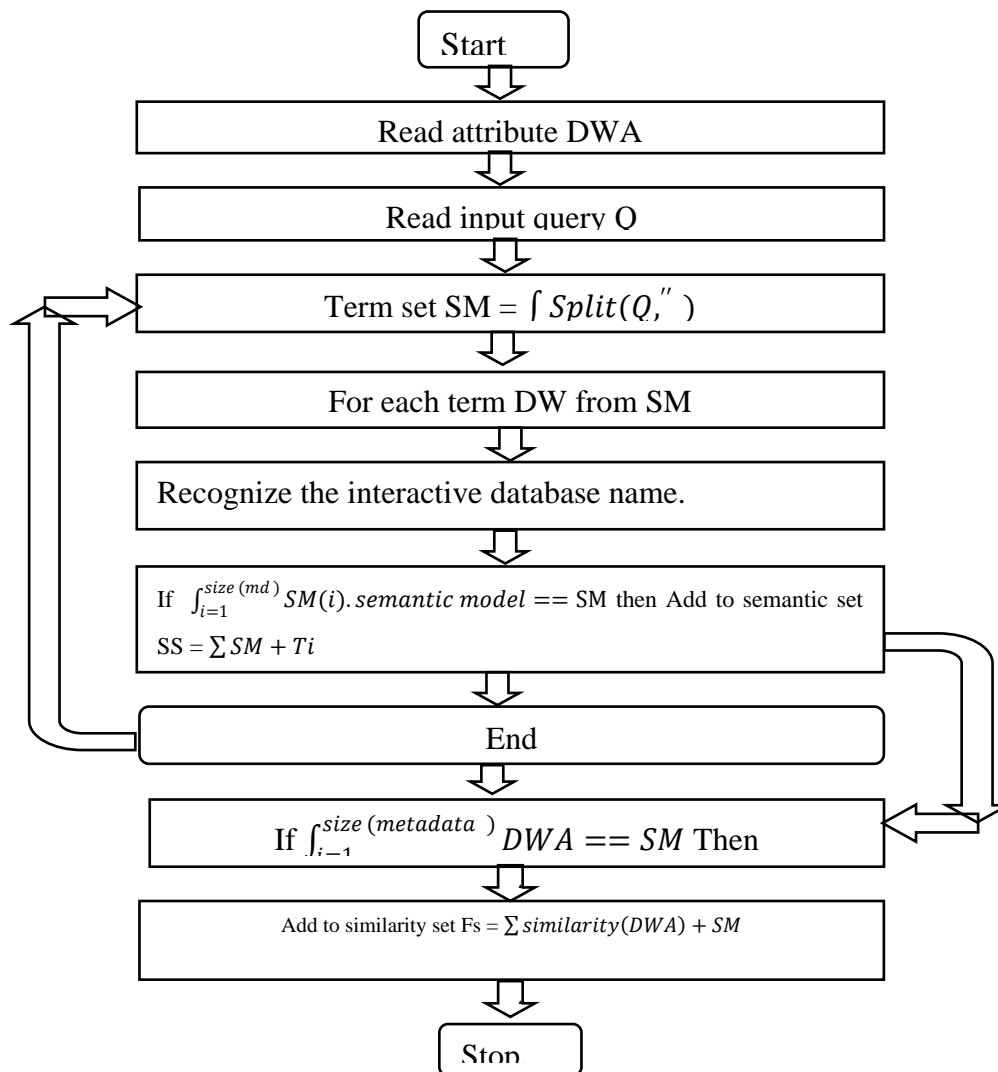 Start
Read attribute DWA
Read input query Q
Term set SM = ∫ Split(Q,″ )
For each term DW from SM
Recognize the interactive database name.
If ∫_{i=1}^{size (md)} SM(i). semantic model == SM then Add to semantic set
SS = ∑ SM + Ti
End
If ∫_{i=1}^{size (metadata )} DWA == SM Then
Add to similarity set Fs = ∑ similarity(DWA) + SM
Stop